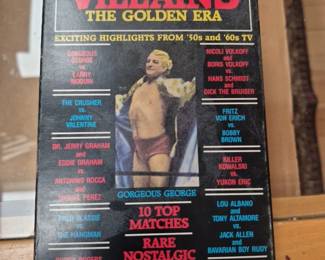 VILLAINS
THE GOLDEN ERA
EXCITING HIGHLIGHTS FROM '50s and '60s TV
GORGEOUS
GEORGE
vs.
LARRY
MOQUIN
THE CRUSHER
vs.
JOHNNY
VALENTINE
DR. JERRY GRAHAM
and
EDDIE GRAHAM
vs.
ANTONINO ROCCA
and
MIGUEL PEREZ
FRED BLASSIE
vs.
THE HANGMAN
GORGEOUS GEORGE
10 TOP
MATCHES
RARE
NOSTALGIC
NICOLI VOLKOFF
and
BORIS VOLKOFF
vs.
HANS SCHMIDT
and
DICK THE BRUISER
FRITZ
VON ERICH
vs.
BOBBY
BROWN
KILLER
KOWALSKI
vs.
YUKON ERIC
LOU ALBANO
and
TONY ALTAMORE
vs.
JACK ALLEN
and
BAVARIAN BOY RUDY